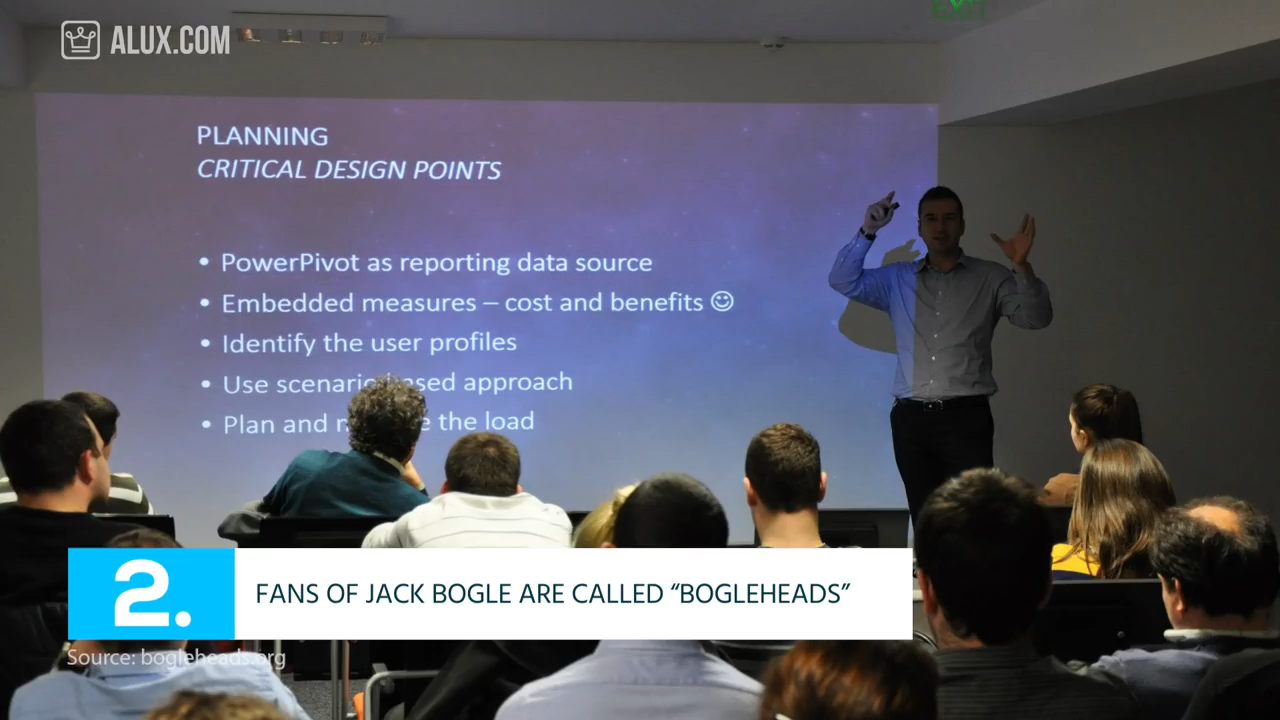 EXIT
ALUX.COM
PLANNING
CRITICAL DESIGN POINTS
• PowerPivot as reporting data source
• Embedded measures – cost and benefits ☺
• Identify the user profiles
• Use scenario based approach
• Plan and the load
2.
FANS OF JACK BOGLE ARE CALLED “BOGLEHEADS”
Source: bogleheads.org